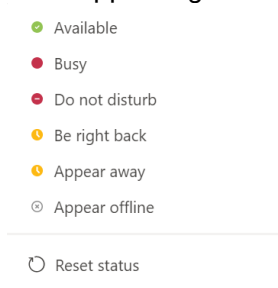 Available
Busy
Do not disturb
Be right back
Appear away
Appear offline
Reset status